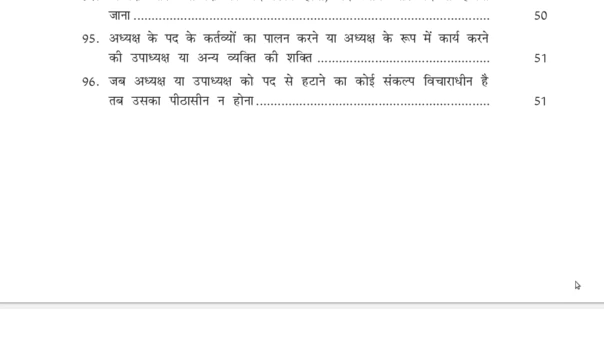 जाना ........................................................................................ 50
95. अध्यक्ष के पद के कर्तव्यों का पालन करने या अध्यक्ष के रूप में कार्य करने
की उपाध्यक्ष या अन्य व्यक्ति की शक्ति ................................................ 51
96. जब अध्यक्ष या उपाध्यक्ष को पद से हटाने का कोई संकल्प विचाराधीन है
तब उसका पीठासीन न होना ................................................................. 51